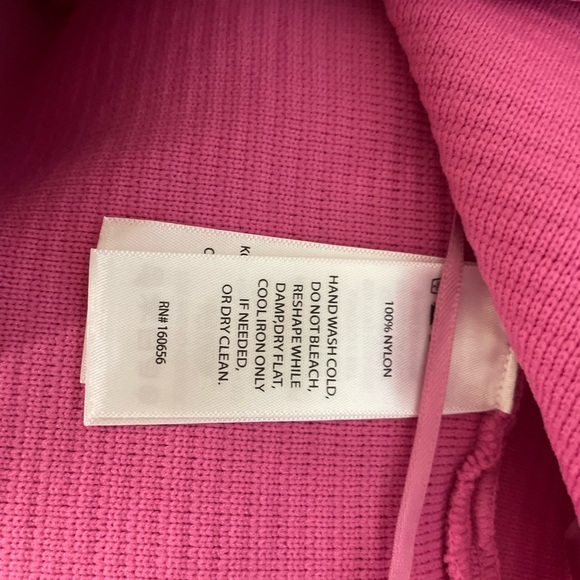 100% NYLON
HAND WASH COLD,
DO NOT BLEACH,
RESHAPE WHILE
DAMP,DRY FLAT,
COOL IRON ONLY
IF NEEDED,
OR DRY CLEAN.
RN# 160656